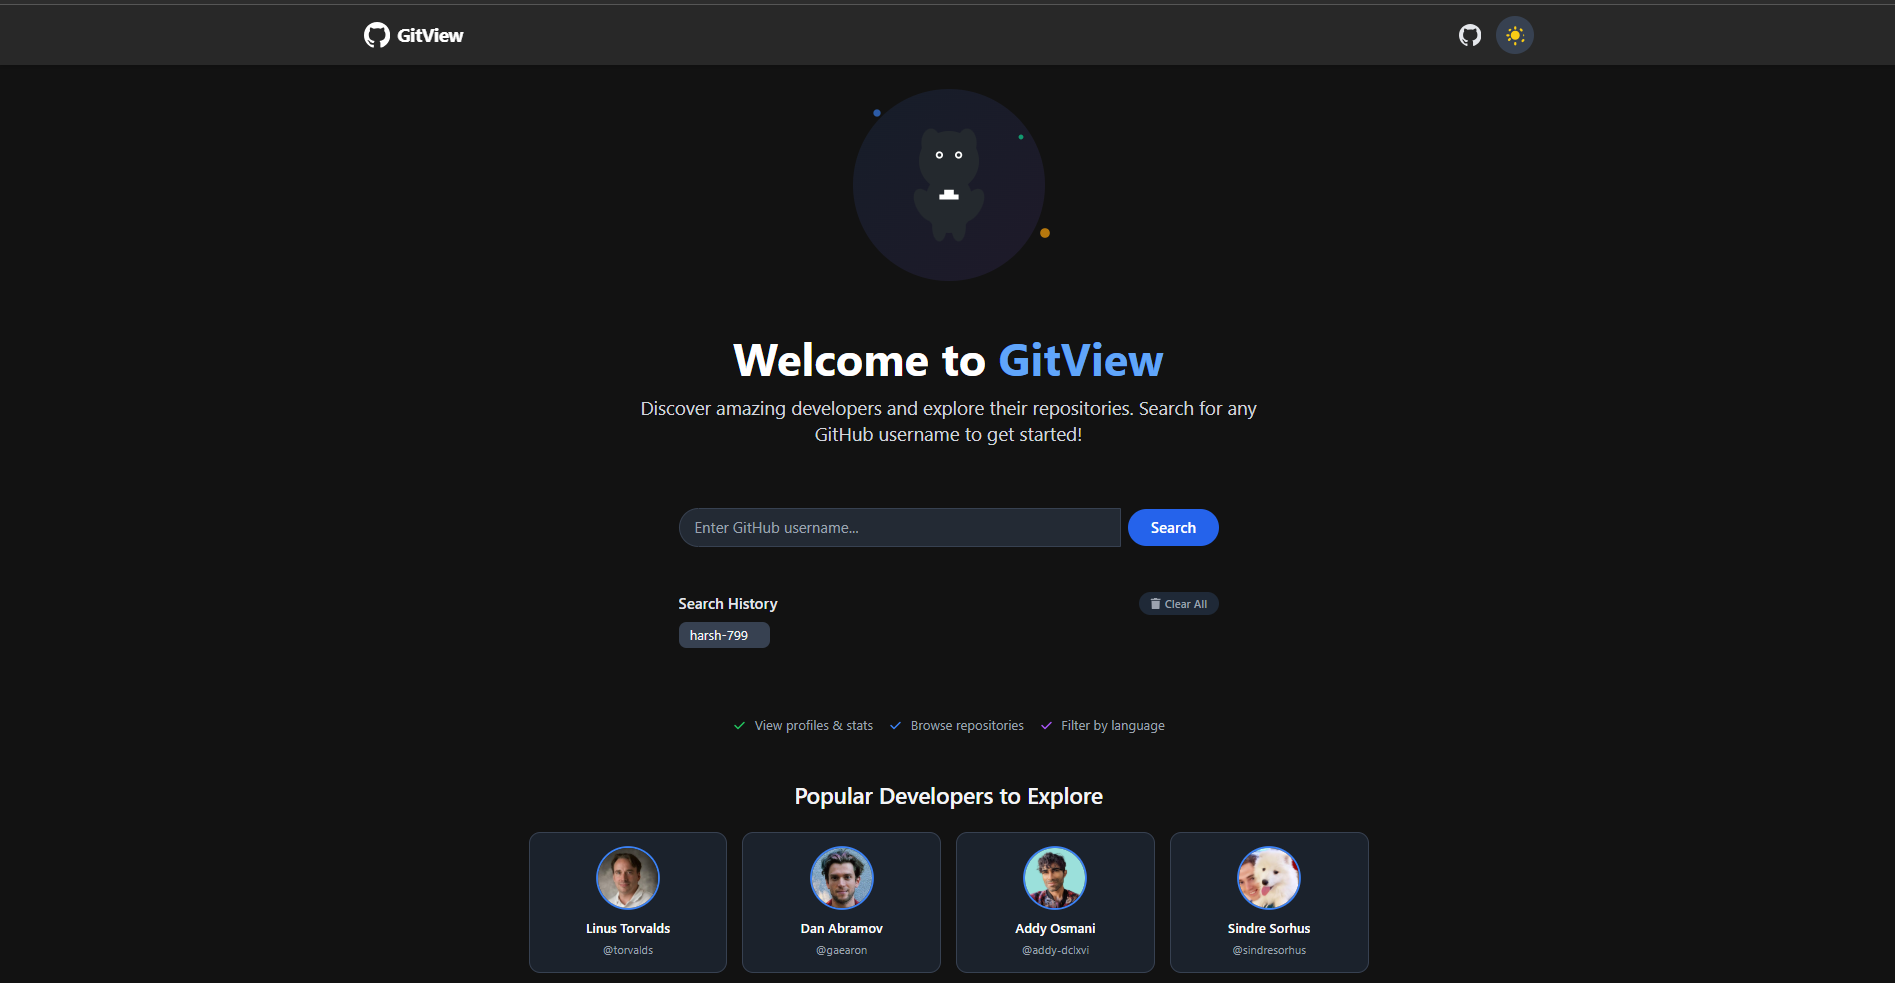 GitView
Welcome to GitView
Discover amazing developers and explore their repositories. Search for any
GitHub username to get started!
Enter GitHub username...
Search
Search History
Clear All
harsh-799
View profiles & stats
Browse repositories
Filter by language
Popular Developers to Explore
Linus Torvalds
@torvalds
Dan Abramov
@gaearon
Addy Osmani
@addy-dclxvi
Sindre Sorhus
@sindresorhus